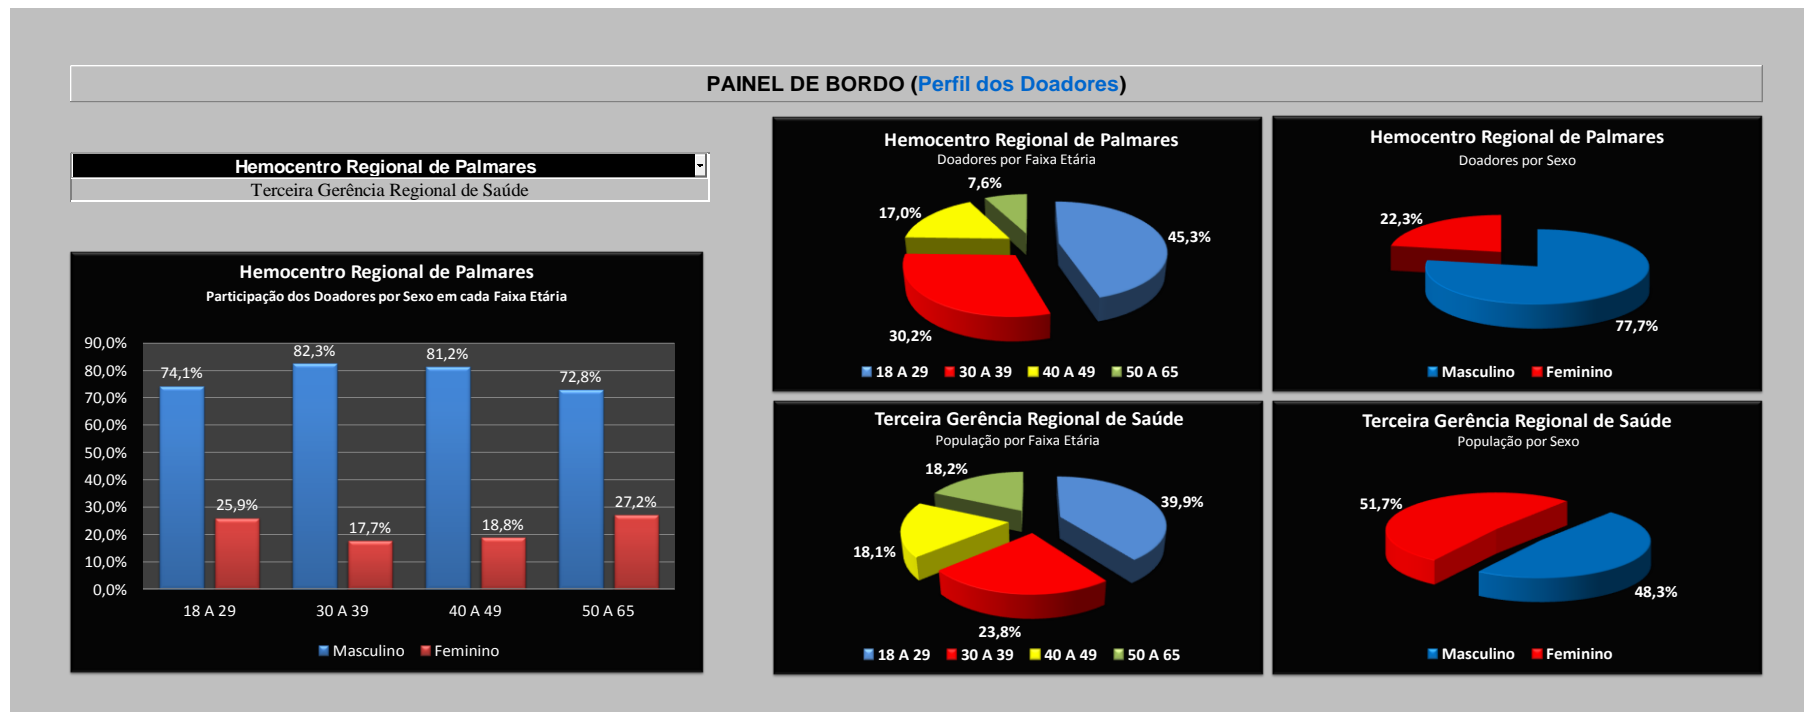 PAINEL DE BORDO (Perfil dos Doadores)
Hemocentro Regional de Palmares
Terceira Gerência Regional de Saúde
Hemocentro Regional de Palmares
Participação dos Doadores por Sexo em cada Faixa Etária
90,0%
80,0%
70,0%
60,0%
50,0%
40,0%
30,0%
20,0%
10,0%
0,0%
74,1%
25,9%
82,3%
17,7%
81,2%
18,8%
72,8%
27,2%
18 A 29 30 A 39 40 A 49 50 A 65
Masculino Feminino
Hemocentro Regional de Palmares
Doadores por Faixa Etária
7,6%
17,0%
45,3%
30,2%
18 A 29 30 A 39 40 A 49 50 A 65
Hemocentro Regional de Palmares
Doadores por Sexo
22,3%
77,7%
Masculino Feminino
Terceira Gerência Regional de Saúde
População por Faixa Etária
18,2%
39,9%
18,1%
23,8%
18 A 29 30 A 39 40 A 49 50 A 65
Terceira Gerência Regional de Saúde
População por Sexo
51,7%
48,3%
Masculino Feminino